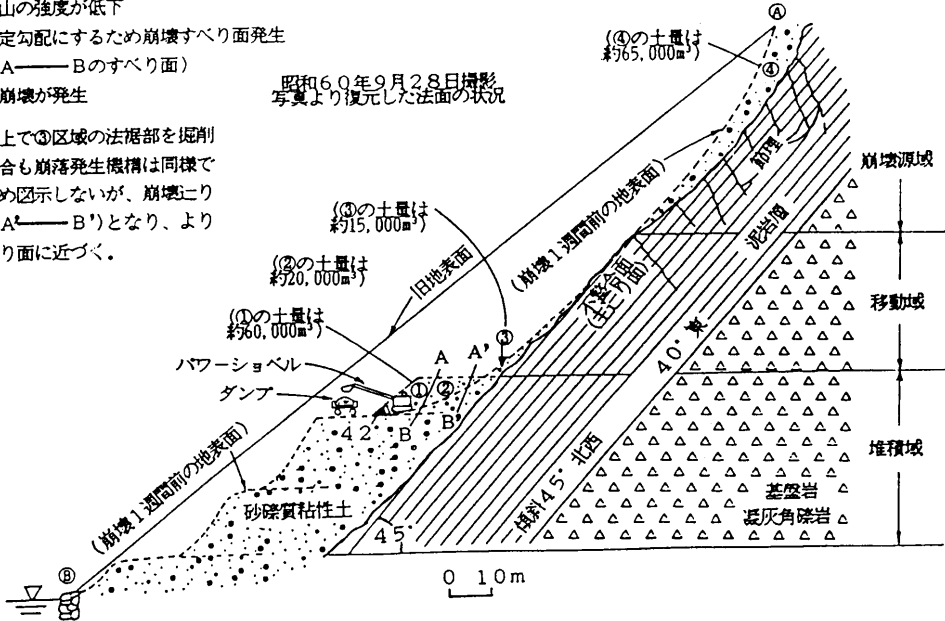 山の強度が低下
定勾配にするため崩壊すべり面発生
A――Bのすべり面)
崩壊が発生
上で③区域の法裾部を掘削
合も崩落発生機構は同様で
め図示しないが、崩壊辷り
A'――B')となり、より
り面に近づく。
昭和60年9月28日撮影
写真より復元した法面の状況
Ⓐ
(④の土量は
約65,000m³)
④
節理
崩壊源域
泥岩層
(③の土量は
約15,000m³)
(崩壊1週間前の地表面)
(②の土量は
約20,000m³)
旧地表面
不整合面
移動域
(①の土量は
約60,000m³)
③
パワーショベル
A
A'
ダンプ
①
②
40°東
42
B
B'
堆積域
(崩壊1週間前の地表面)
傾斜45°北西
砂礫質粘性土
基盤岩
凝灰角礫岩
45
Ⓑ
0 10m